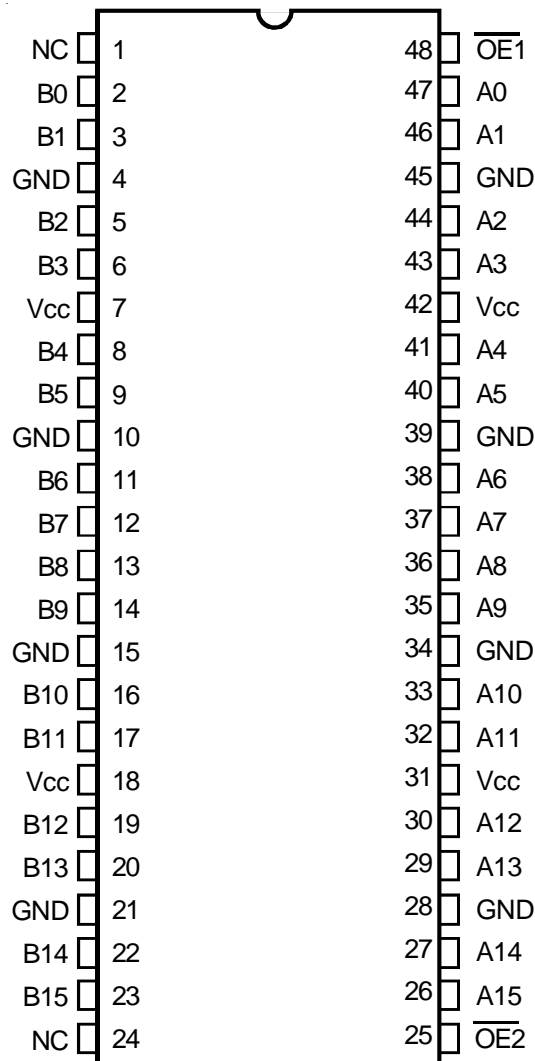 NC 1 48 O̅E̅1
B0 2 47 A0
B1 3 46 A1
GND 4 45 GND
B2 5 44 A2
B3 6 43 A3
Vcc 7 42 Vcc
B4 8 41 A4
B5 9 40 A5
GND 10 39 GND
B6 11 38 A6
B7 12 37 A7
B8 13 36 A8
B9 14 35 A9
GND 15 34 GND
B10 16 33 A10
B11 17 32 A11
Vcc 18 31 Vcc
B12 19 30 A12
B13 20 29 A13
GND 21 28 GND
B14 22 27 A14
B15 23 26 A15
NC 24 25 O̅E̅2